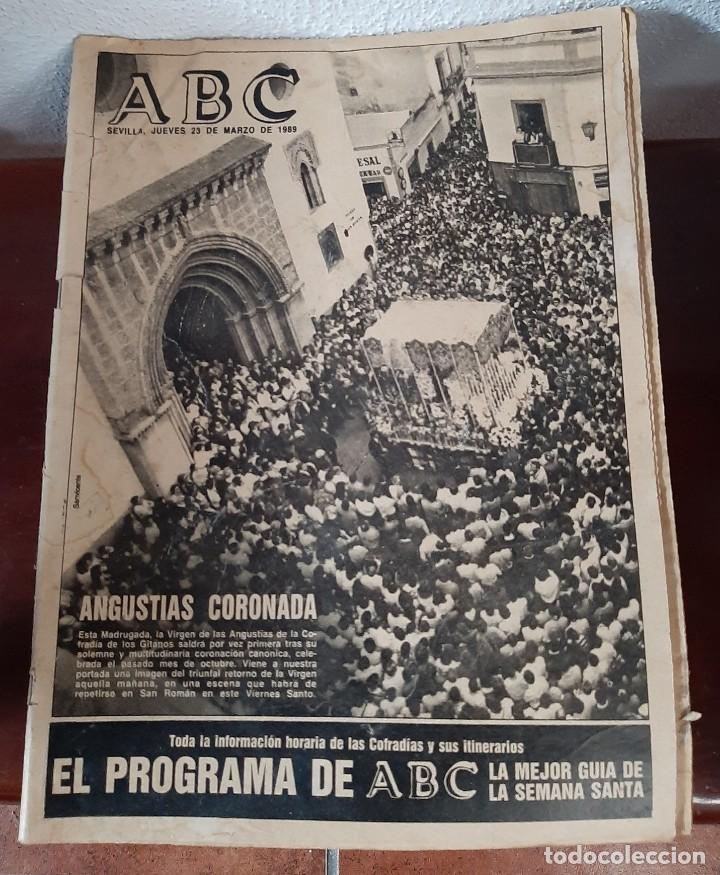 ABC
SEVILLA, JUEVES 23 DE MARZO DE 1989
ESAL
Sanvicente
ANGUSTIAS CORONADA
Esta Madrugada, la Virgen de las Angustias de la Co-
fradía de los Gitanos saldrá por vez primera tras su
solemne y multitudinaria coronación canónica, cele-
brada el pasado mes de octubre. Viene a nuestra
portada una imagen del triunfal retorno de la Virgen
aquella mañana, en una escena que habrá de
repetirse en San Román en este Viernes Santo.
Toda la información horaria de las Cofradías y sus itinerarios
EL PROGRAMA DE ABC
LA MEJOR GUIA DE
LA SEMANA SANTA
todocoleccion